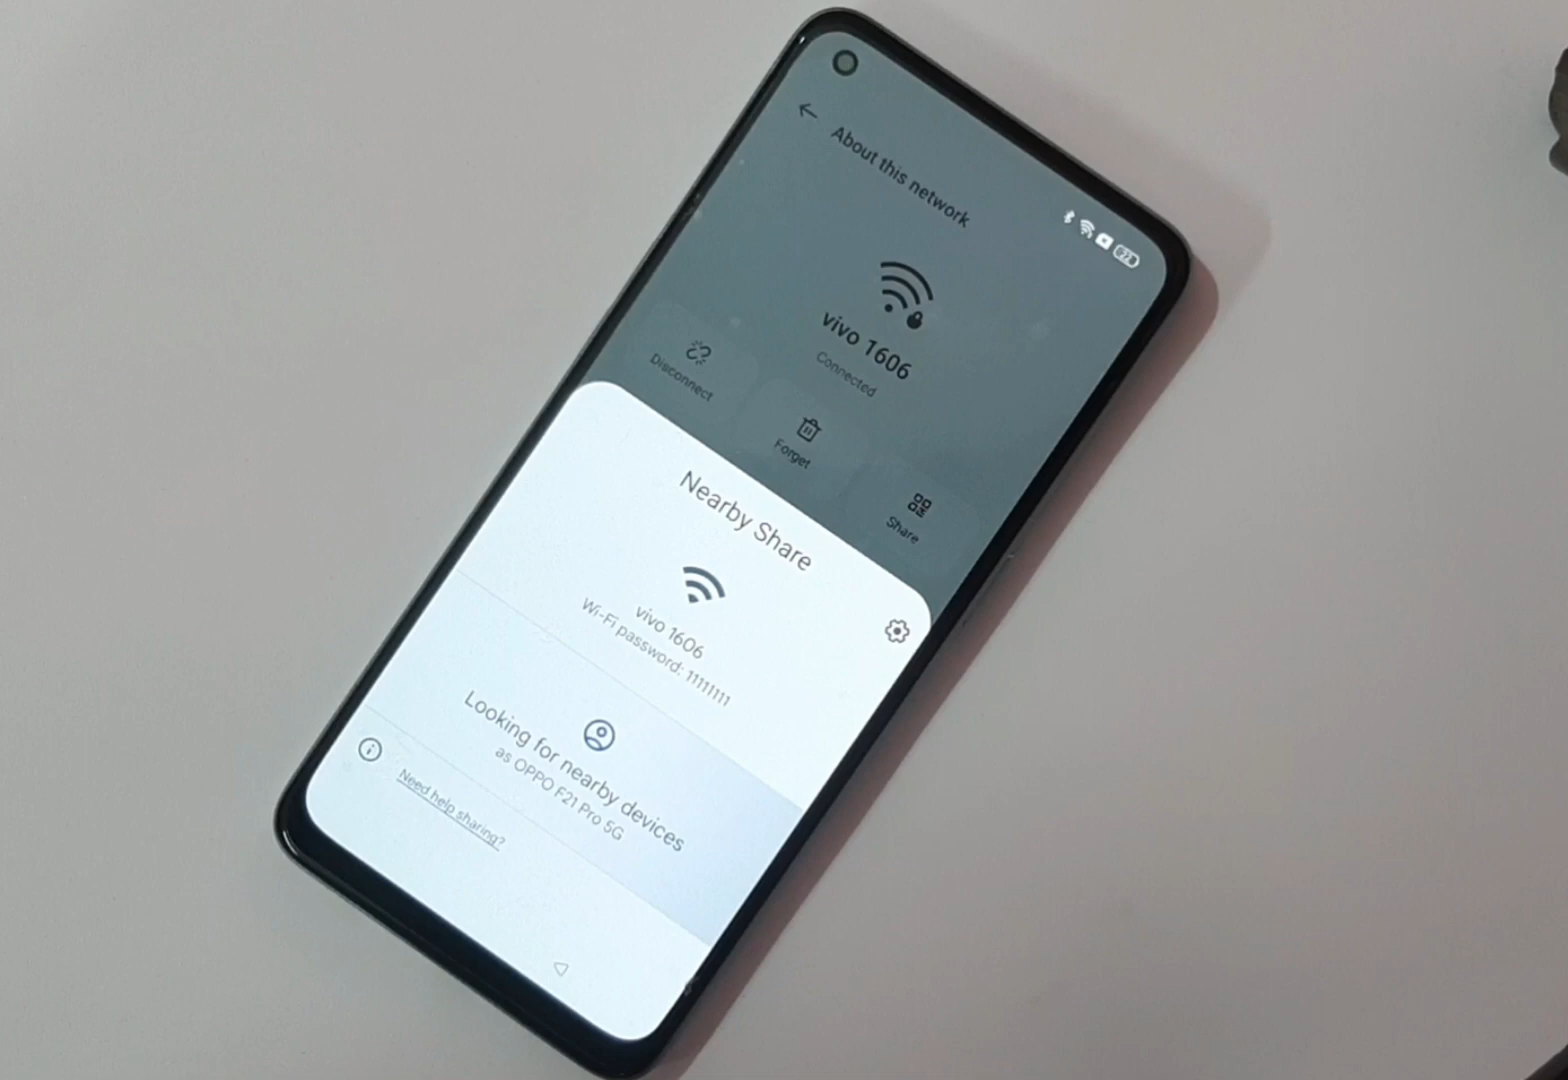 About this network
22
vivo 1606
Connected
Disconnect
Forget
Share
Nearby Share
vivo 1606
Wi-Fi password: 11111111
Looking for nearby devices
as OPPO F21 Pro 5G
Need help sharing?